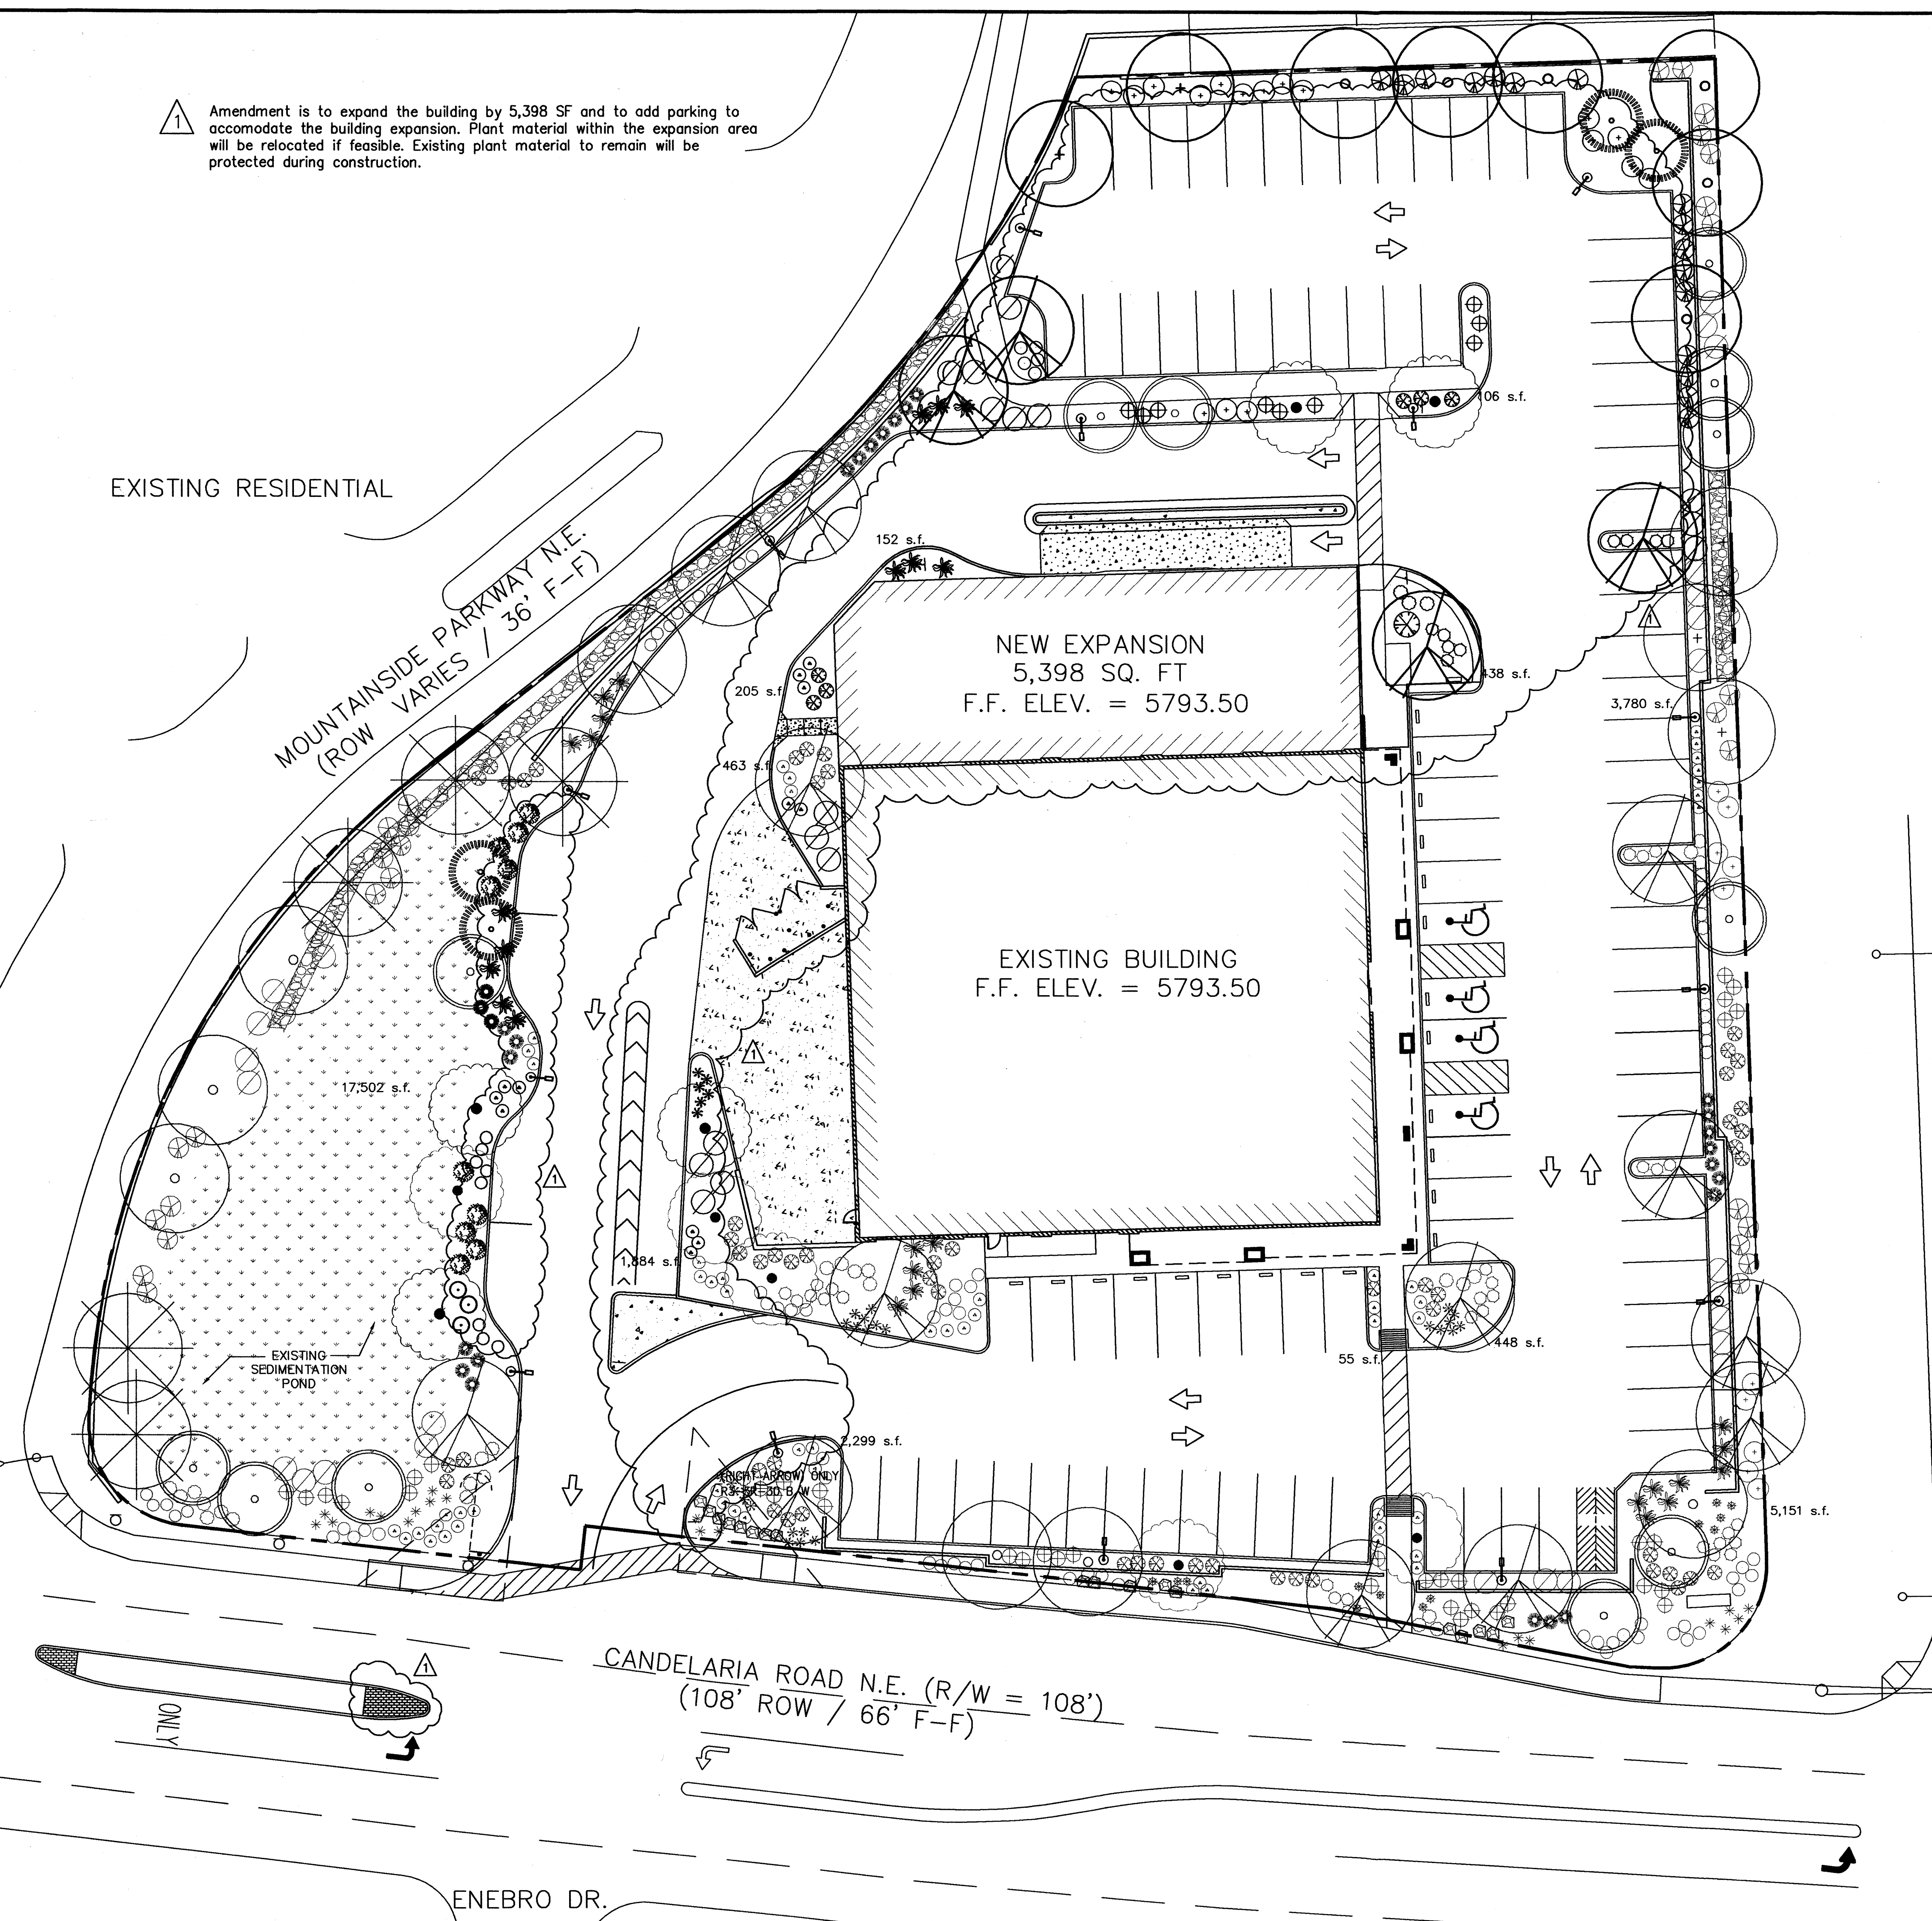 1
Amendment is to expand the building by 5,398 SF and to add parking to
accomodate the building expansion. Plant material within the expansion area
will be relocated if feasible. Existing plant material to remain will be
protected during construction.
106 s.f.
EXISTING RESIDENTIAL
MOUNTAINSIDE PARKWAY N.E.
(ROW VARIES / 36' F-F)
152 s.f.
NEW EXPANSION
5,398 SQ. FT
F.F. ELEV. = 5793.50
1
438 s.f.
205 s.f.
3,780 s.f.
463 s.f.
EXISTING BUILDING
F.F. ELEV. = 5793.50
1
17,502 s.f.
1
1,884 s.f.
EXISTING
SEDIMENTATION
POND
55 s.f.
448 s.f.
2,299 s.f.
(RIGHT ARROW) ONLY
5,151 s.f.
1
ONLY
CANDELARIA ROAD N.E. (R/W = 108')
(108' ROW / 66' F-F)
ENEBRO DR.